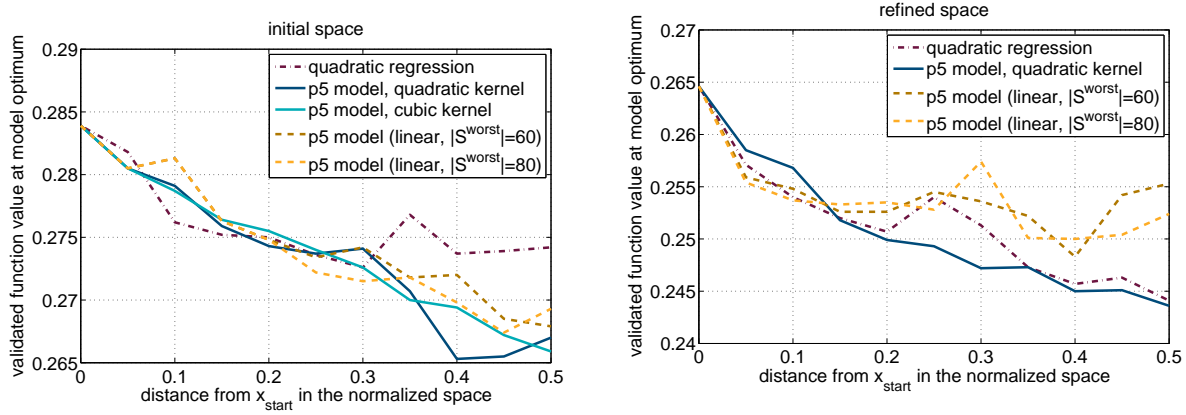 initial space
validated function value at model optimum
0.29
0.285
0.28
0.275
0.27
0.265
quadratic regression
p5 model, quadratic kernel
p5 model, cubic kernel
p5 model (linear, |S^worst|=60)
p5 model (linear, |S^worst|=80)
0 0.1 0.2 0.3 0.4 0.5
distance from x_start in the normalized space
refined space
validated function value at model optimum
0.27
0.265
0.26
0.255
0.25
0.245
0.24
quadratic regression
p5 model, quadratic kernel
p5 model (linear, |S^worst|=60)
p5 model (linear, |S^worst|=80)
0 0.1 0.2 0.3 0.4 0.5
distance from x_start in the normalized space